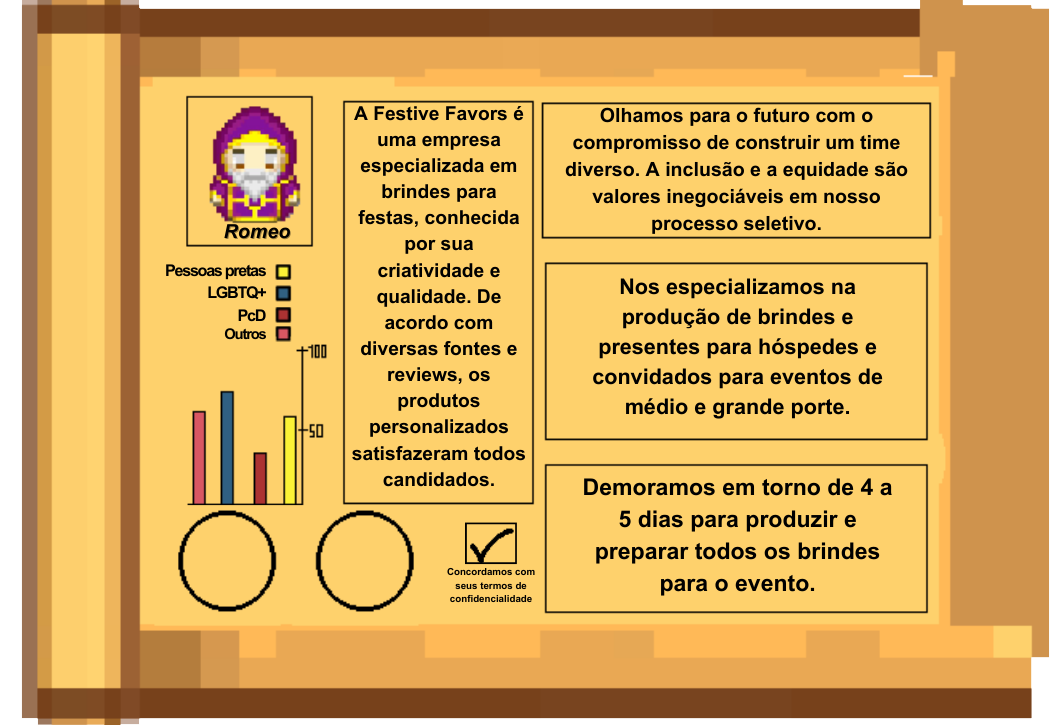 Romeo
Pessoas pretas
LGBTQ+
PcD
Outros
100
50
A Festive Favors é
uma empresa
especializada em
brindes para
festas, conhecida
por sua
criatividade e
qualidade. De
acordo com
diversas fontes e
reviews, os
produtos
personalizados
satisfazeram todos
candidados.
Concordamos com
seus termos de
confidencialidade
Olhamos para o futuro com o
compromisso de construir um time
diverso. A inclusão e a equidade são
valores inegociáveis em nosso
processo seletivo.
Nos especializamos na
produção de brindes e
presentes para hóspedes e
convidados para eventos de
médio e grande porte.
Demoramos em torno de 4 a
5 dias para produzir e
preparar todos os brindes
para o evento.